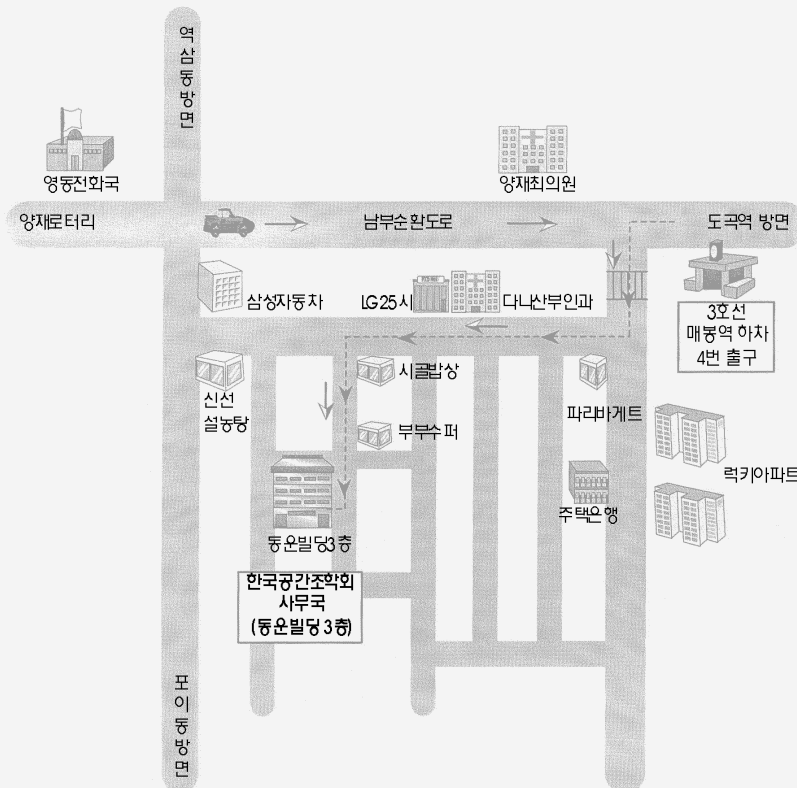 역삼동방면
영동전화국
양재최의원
양재로터리
남부순환도로
도곡역 방면
삼성자동차
LG25시
다나산부인과
3호선
매봉역 하차
4번 출구
신선
설농탕
시골밥상
부부수퍼
파리바게트
럭키아파트
주택은행
동운빌딩3층
한국공간조학회
사무국
(동운빌딩 3층)
포이동방면